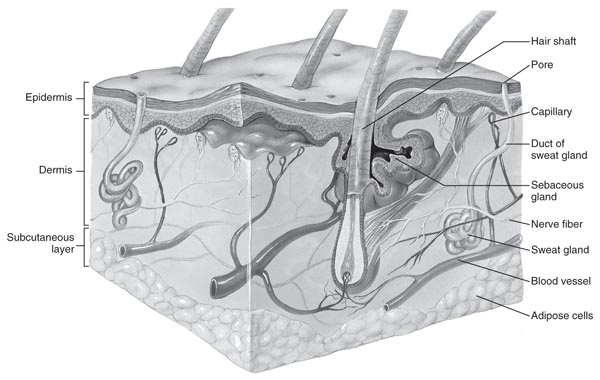 Epidermis
Dermis
Subcutaneous
layer
Hair shaft
Pore
Capillary
Duct of
sweat gland
Sebaceous
gland
Nerve fiber
Sweat gland
Blood vessel
Adipose cells